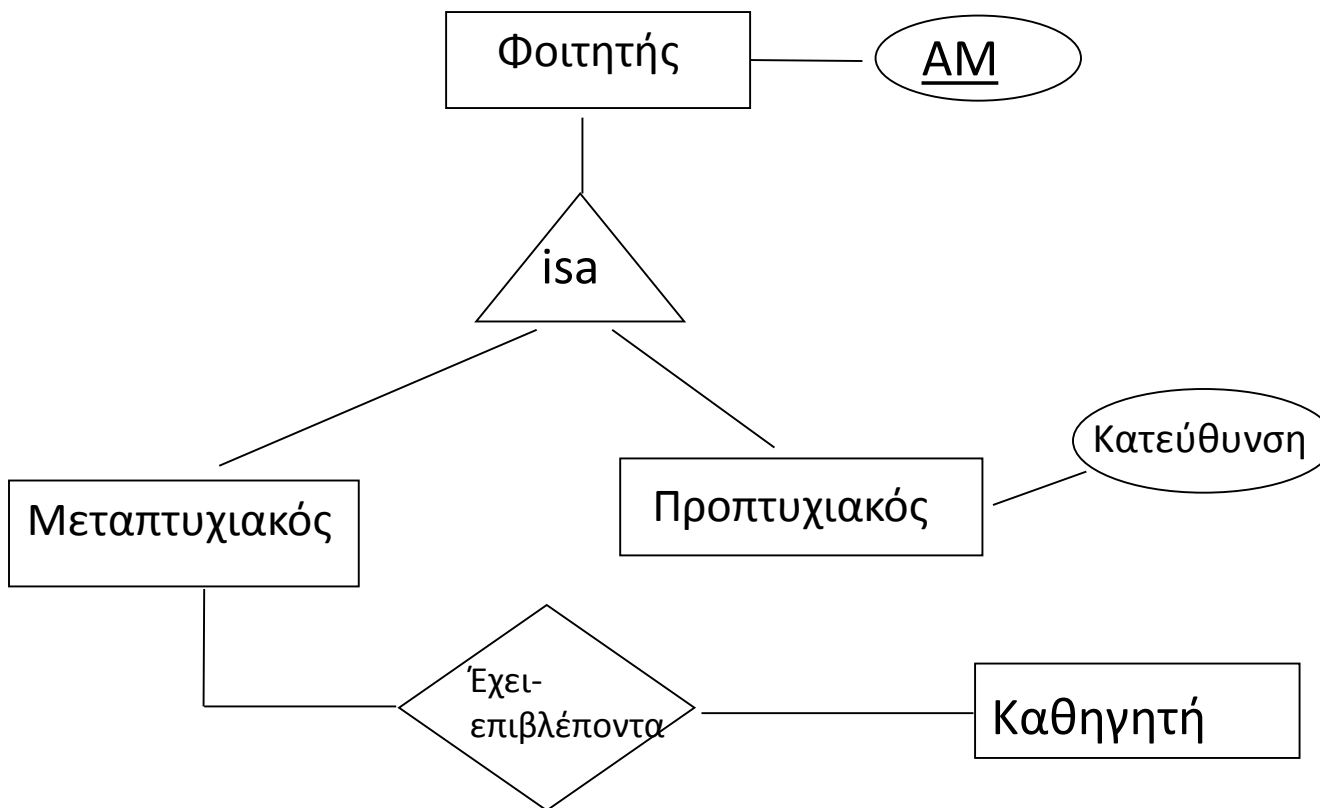 Φοιτητής
ΑΜ
isa
Κατεύθυνση
Μεταπτυχιακός
Προπτυχιακός
Έχει-
επιβλέποντα
Καθηγητή